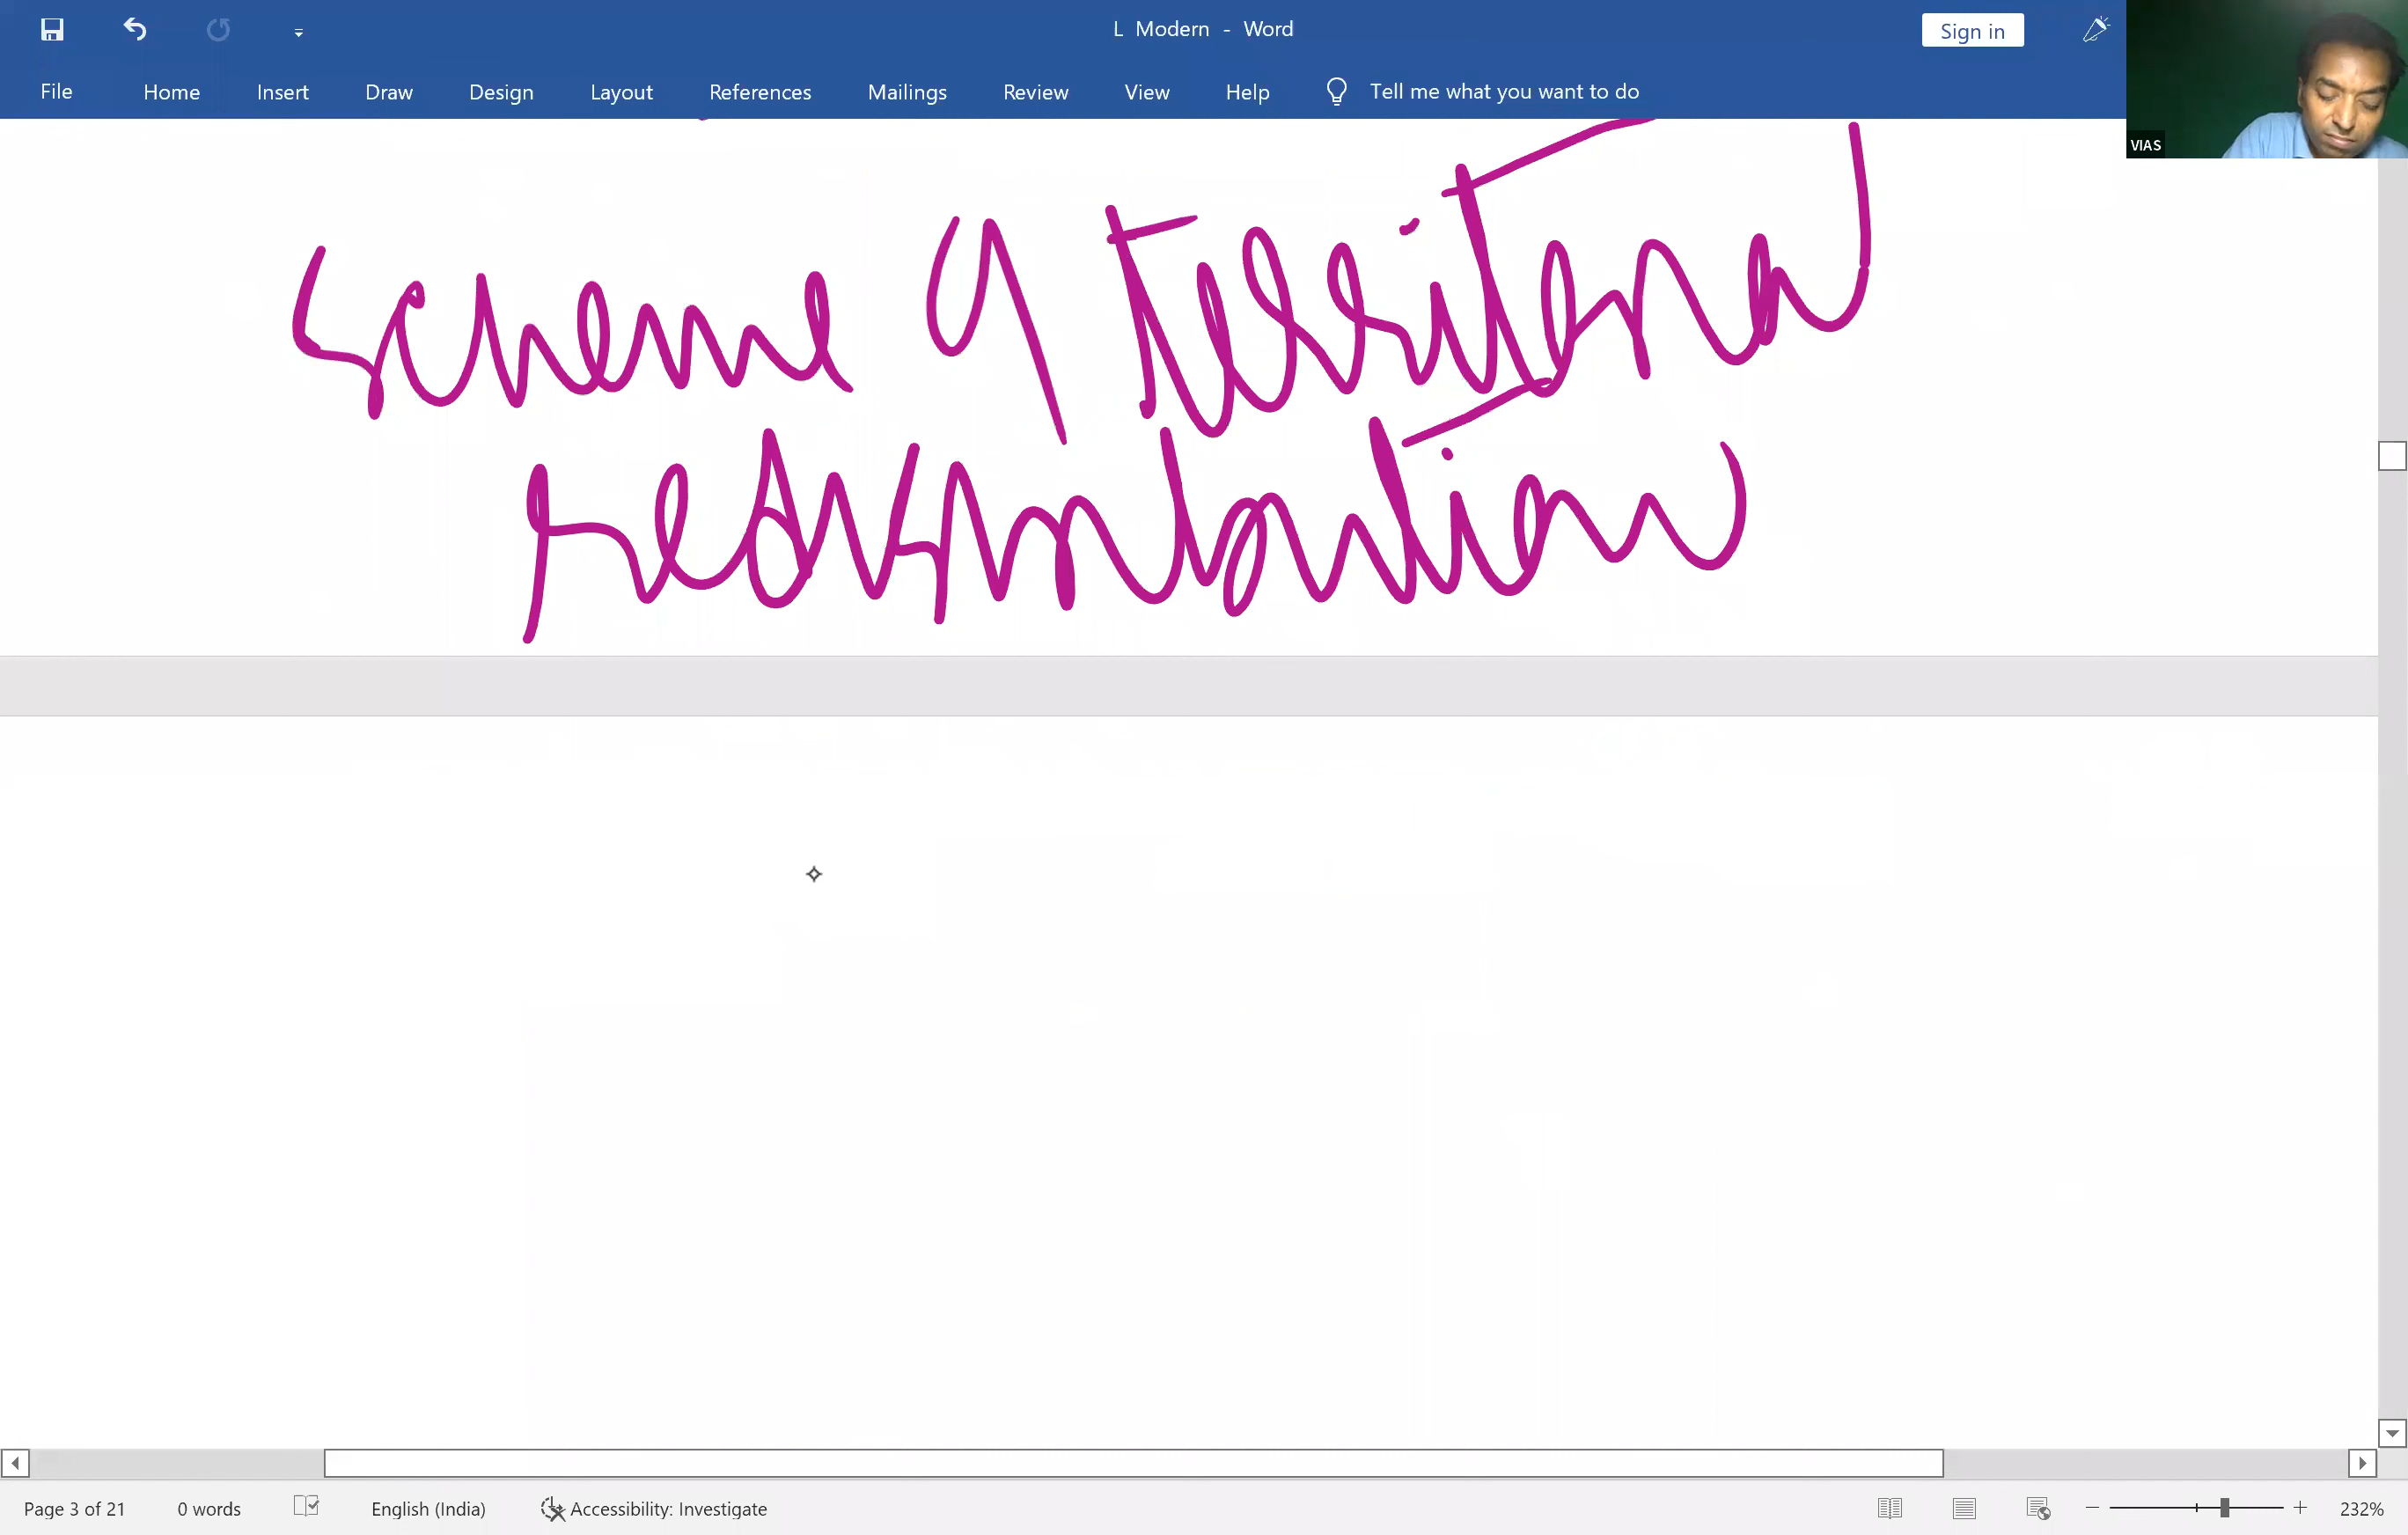 L Modern - Word
Sign in
File Home Insert Draw Design Layout References Mailings Review View Help Tell me what you want to do
VIAS
Scheme of Territorial
redistribution
Page 3 of 21 0 words English (India) Accessibility: Investigate 232%